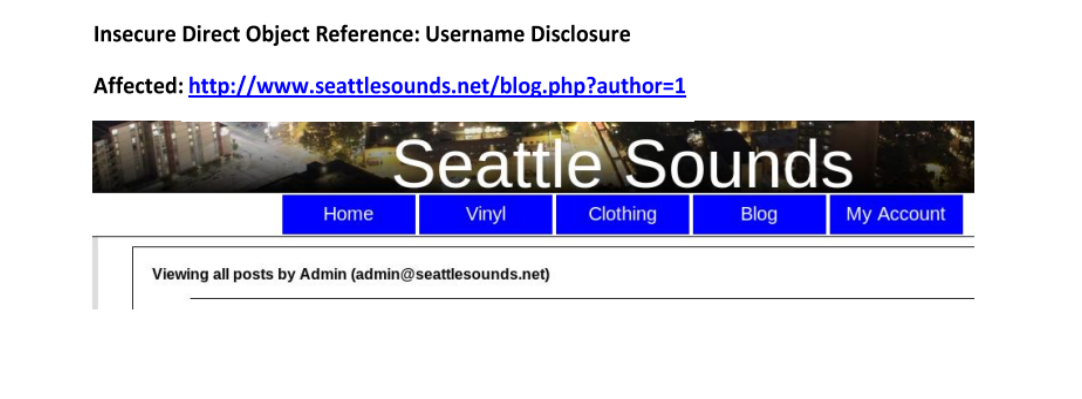 Insecure Direct Object Reference: Username Disclosure
Affected: http://www.seattlesounds.net/blog.php?author=1
Seattle Sounds
Home Vinyl Clothing Blog My Account
Viewing all posts by Admin (admin@seattlesounds.net)